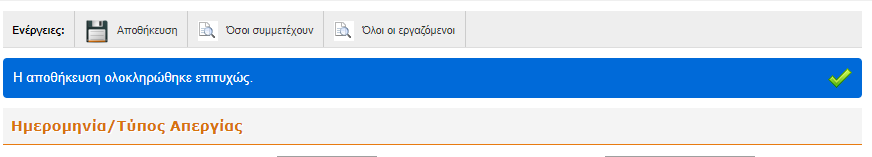 Ενέργειες: Αποθήκευση Όσοι συμμετέχουν Όλοι οι εργαζόμενοι
Η αποθήκευση ολοκληρώθηκε επιτυχώς.
Ημερομηνία/Τύπος Απεργίας